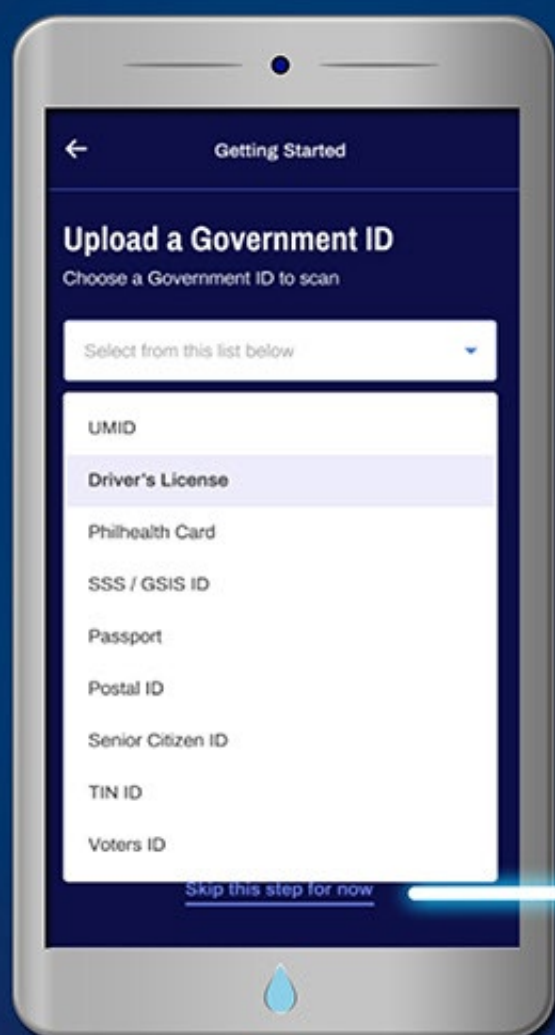 Getting Started
Upload a Government ID
Choose a Government ID to scan
Select from this list below
UMID
Driver's License
Philhealth Card
SSS / GSIS ID
Passport
Postal ID
Senior Citizen ID
TIN ID
Voters ID
Skip this step for now